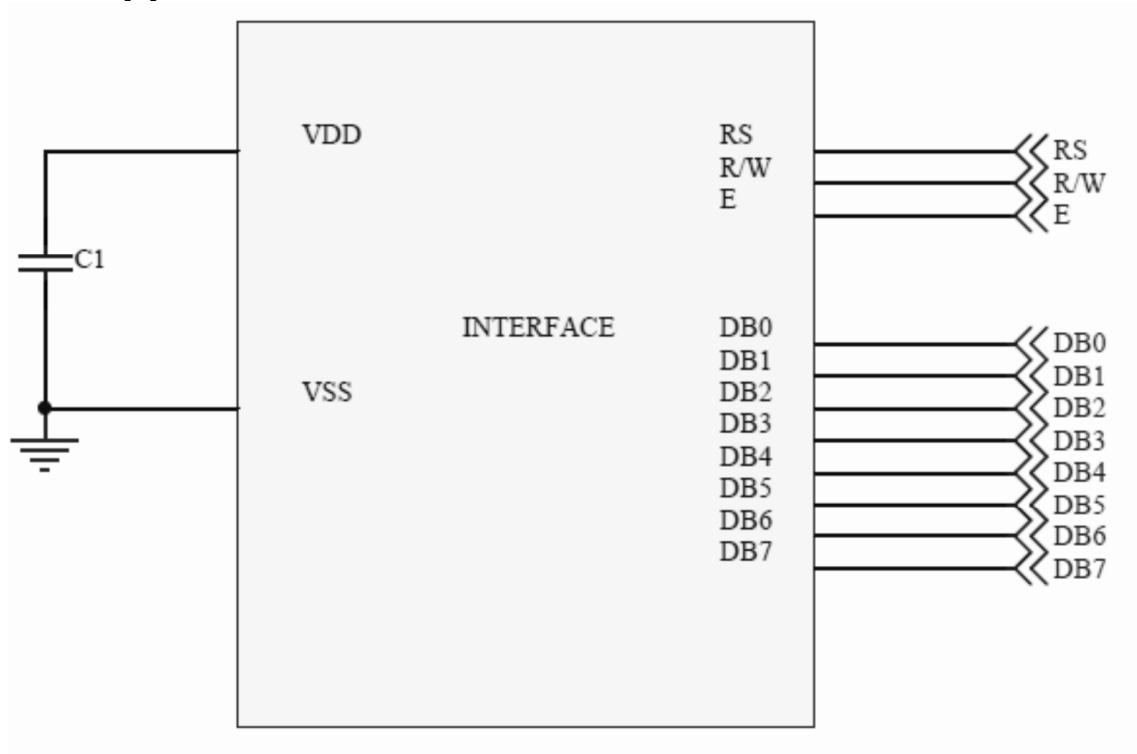 VDD
RS
R/W
E
RS
R/W
E
C1
INTERFACE
VSS
DB0
DB1
DB2
DB3
DB4
DB5
DB6
DB7
DB0
DB1
DB2
DB3
DB4
DB5
DB6
DB7